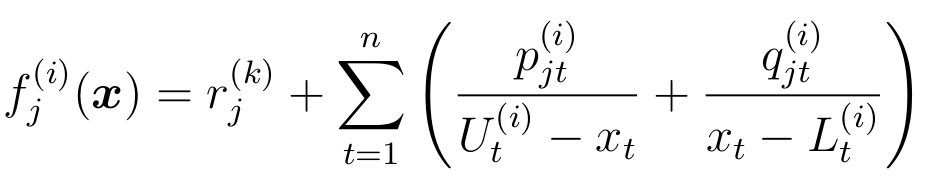 $f_j^{(i)}(\boldsymbol{x}) = r_j^{(k)} + \sum_{t=1}^{n} \left( \frac{p_{jt}^{(i)}}{U_t^{(i)} - x_t} + \frac{q_{jt}^{(i)}}{x_t - L_t^{(i)}} \right)$